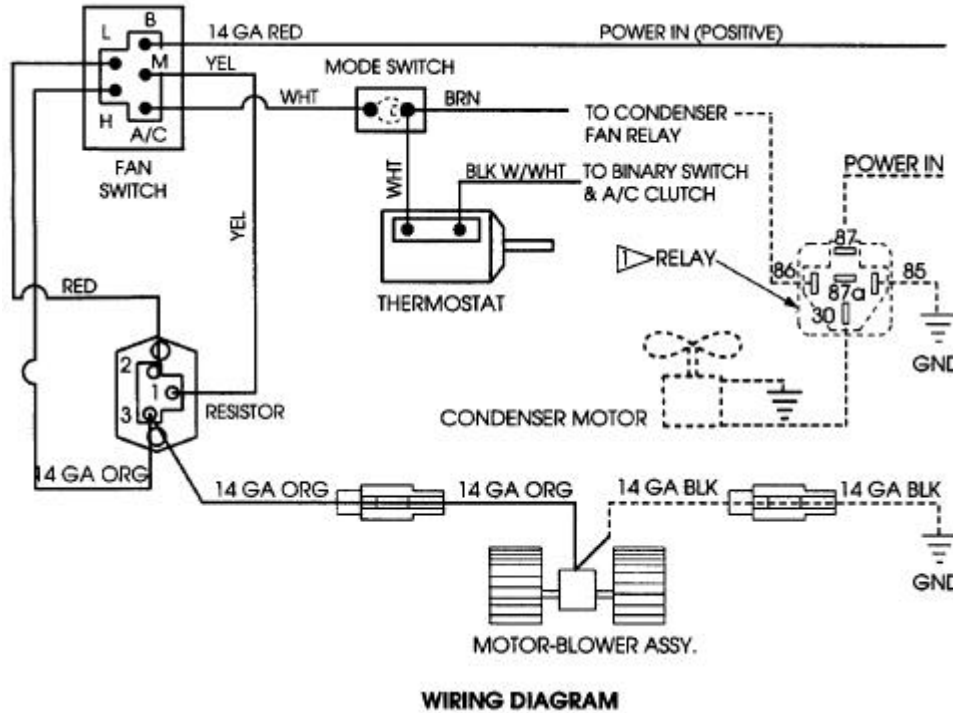 B
14 GA RED
POWER IN (POSITIVE)
L
M
YEL
MODE SWITCH
WHT
BRN
TO CONDENSER
FAN RELAY
H
A/C
FAN
SWITCH
POWER IN
WHT
BLK W/WHT
TO BINARY SWITCH
& A/C CLUTCH
YEL
87
1
RELAY
86
85
87a
30
THERMOSTAT
RED
GND
2
1
3
RESISTOR
CONDENSER MOTOR
14 GA ORG
14 GA ORG
14 GA ORG
14 GA BLK
14 GA BLK
GND
MOTOR-BLOWER ASSY.
WIRING DIAGRAM